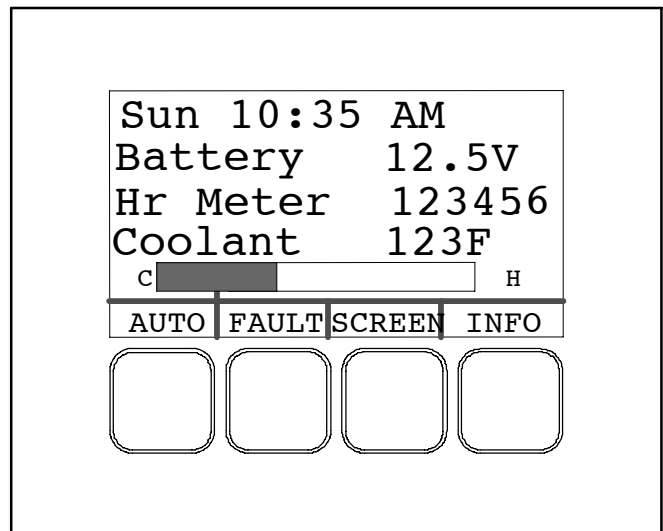 Sun 10:35 AM
Battery 12.5V
Hr Meter 123456
Coolant 123F
C H
AUTO FAULT SCREEN INFO